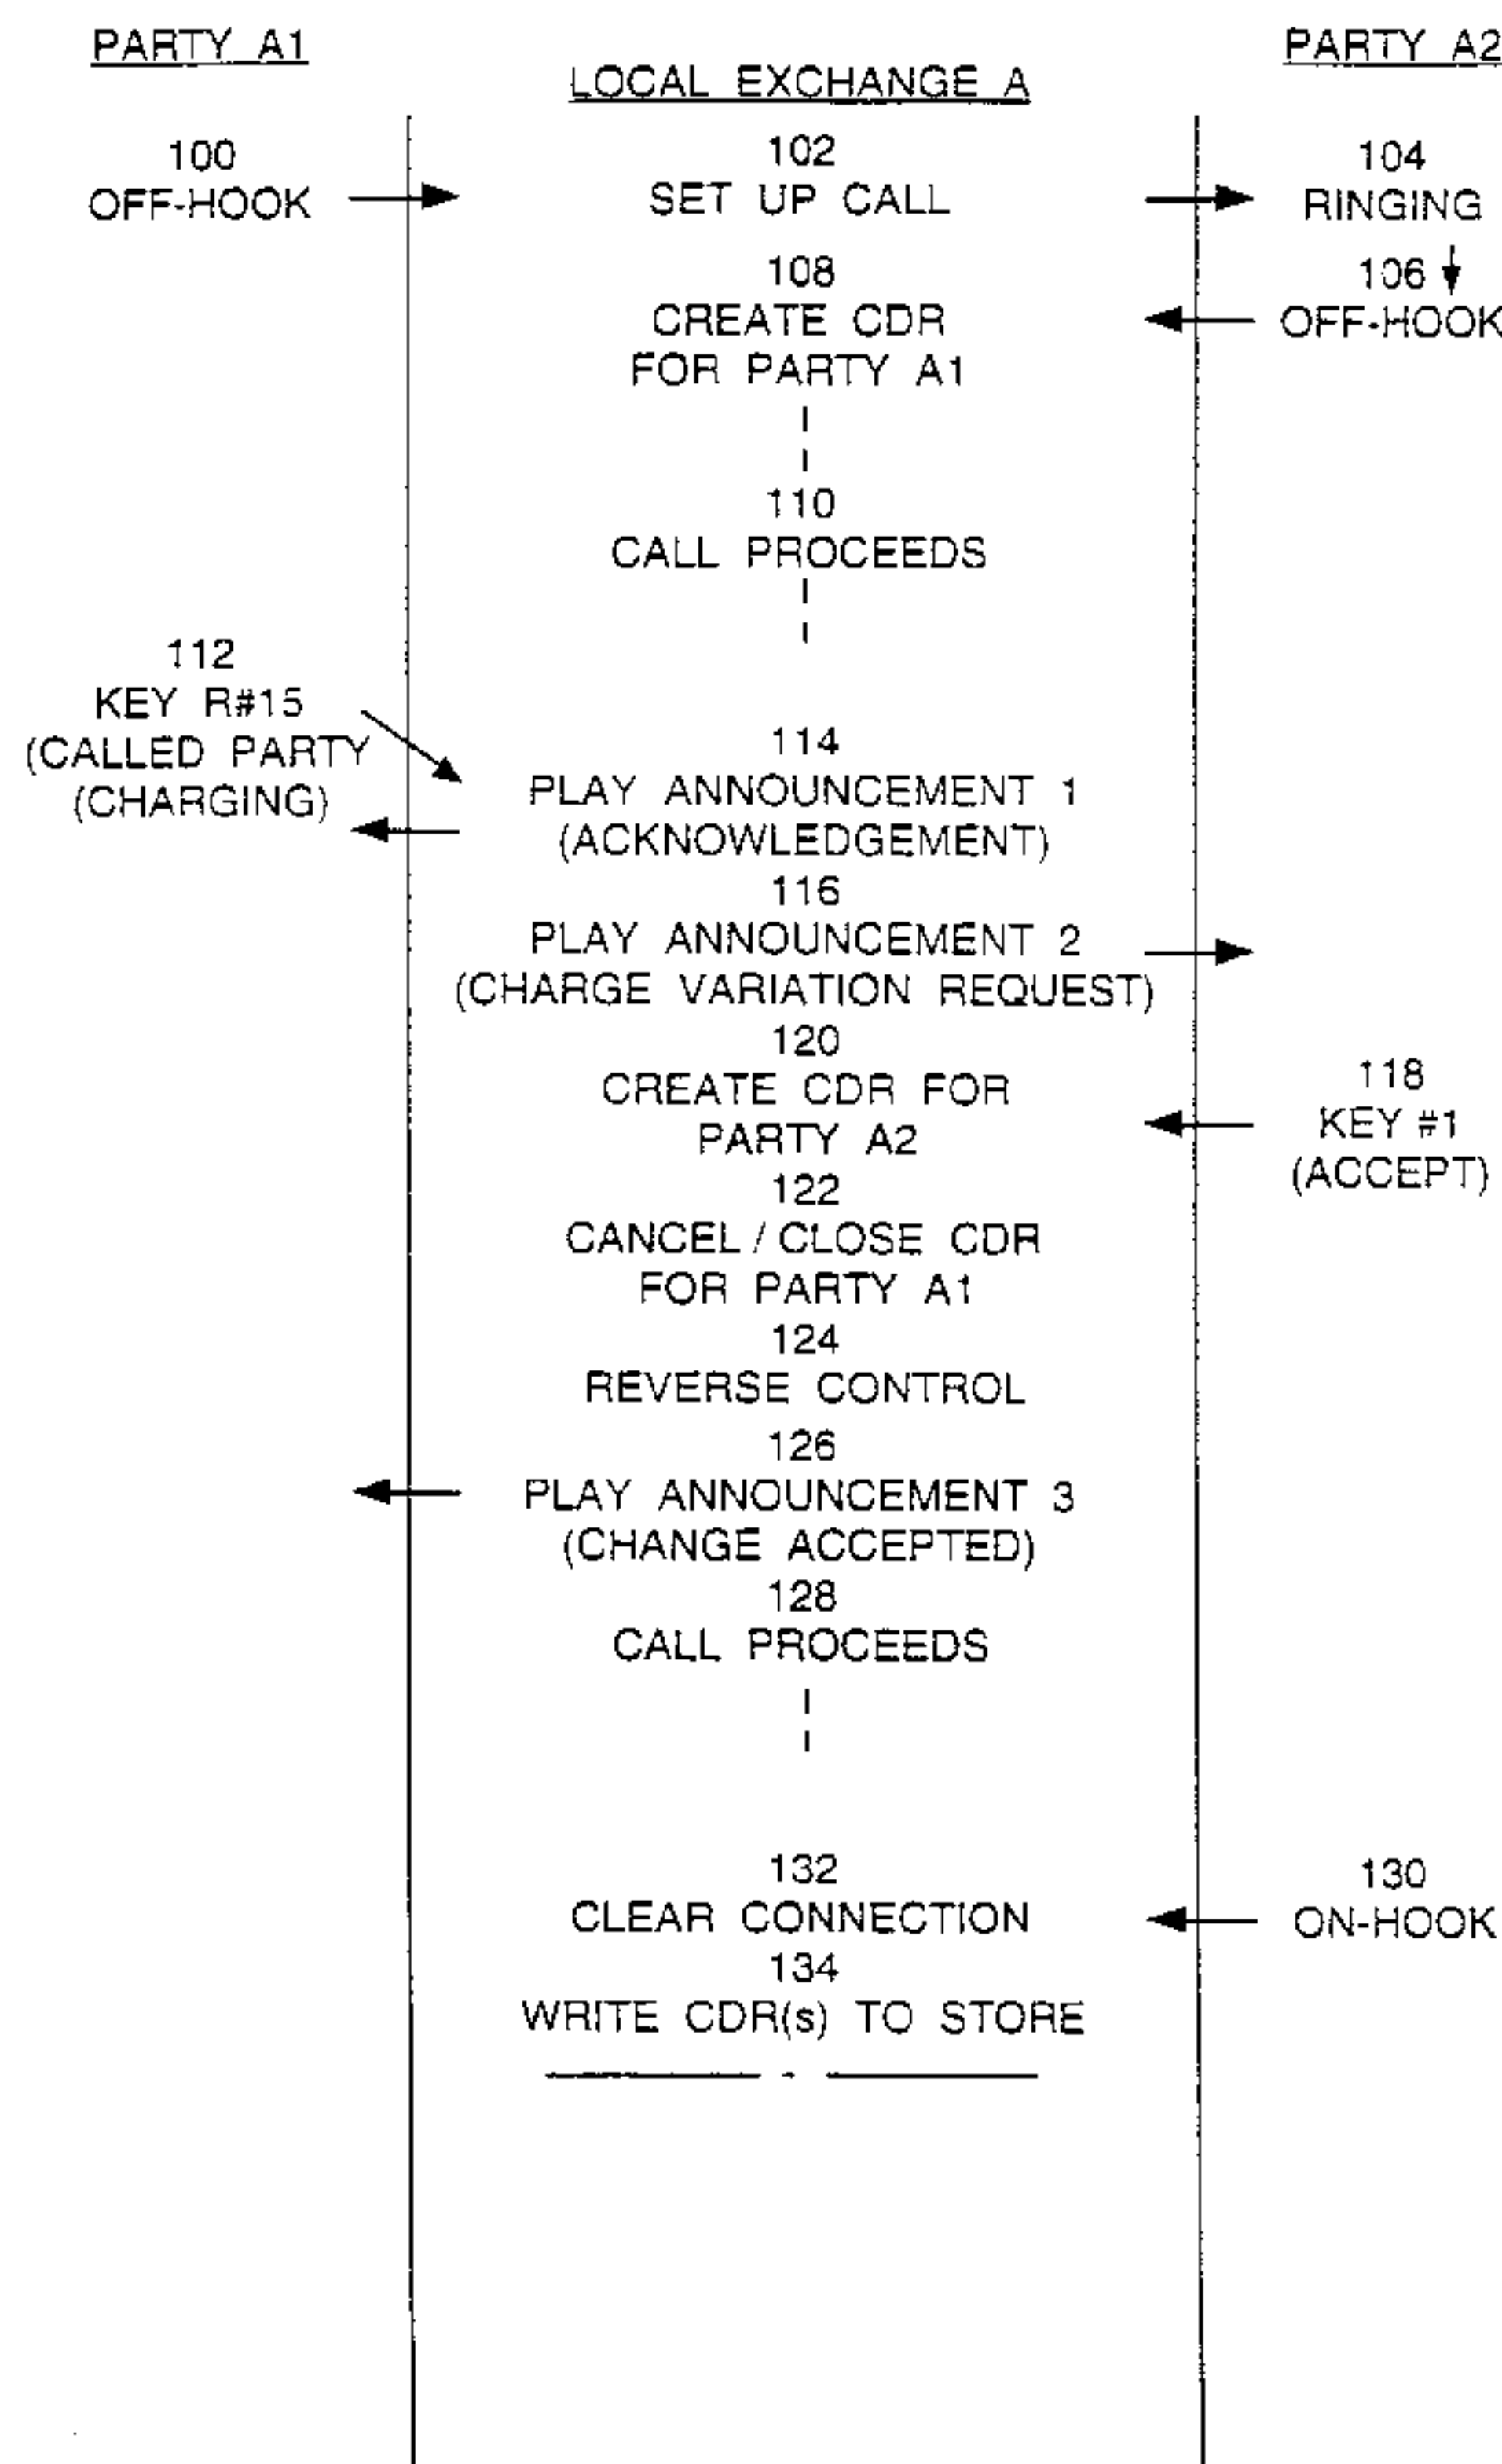 PARTY A1
LOCAL EXCHANGE A
PARTY A2
100
OFF-HOOK
102
SET UP CALL
104
RINGING
106
OFF-HOOK
108
CREATE CDR
FOR PARTY A1
110
CALL PROCEEDS
112
KEY R#15
(CALLED PARTY
(CHARGING)
114
PLAY ANNOUNCEMENT 1
(ACKNOWLEDGEMENT)
116
PLAY ANNOUNCEMENT 2
(CHARGE VARIATION REQUEST)
118
KEY #1
(ACCEPT)
120
CREATE CDR FOR
PARTY A2
122
CANCEL / CLOSE CDR
FOR PARTY A1
124
REVERSE CONTROL
126
PLAY ANNOUNCEMENT 3
(CHANGE ACCEPTED)
128
CALL PROCEEDS
130
ON-HOOK
132
CLEAR CONNECTION
134
WRITE CDR(s) TO STORE